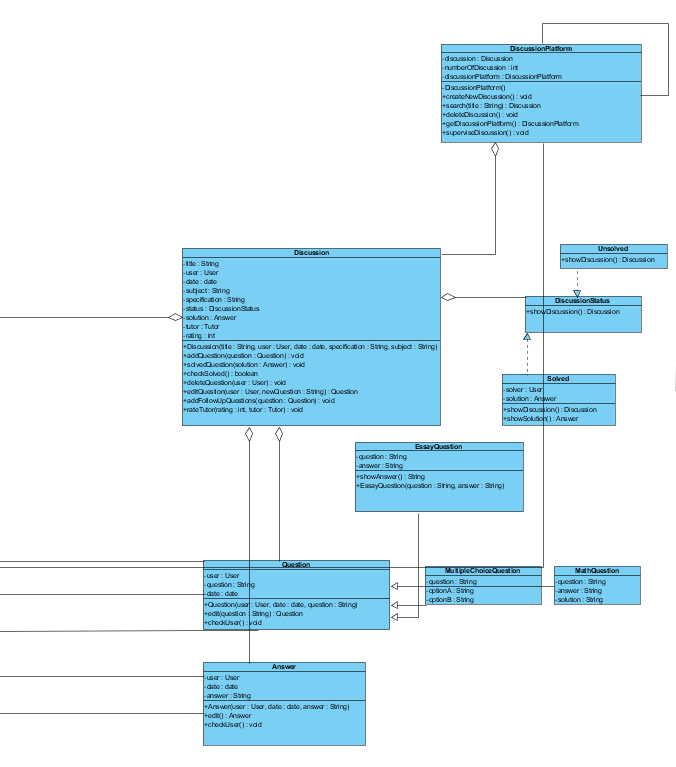 DiscussionPlatform
-discussion : Discussion
-numberOfDiscussion : int
-discussionPlatform : DiscussionPlatform
-DiscussionPlatform()
+createNewDiscussion() : void
+search(title : String) : Discussion
+deleteDiscussion() : void
+getDiscussionPlatform() : DiscussionPlatform
+superviseDiscussion() : void
Unsolved
+showDiscussion() : Discussion
Discussion
-title : String
-user : User
-date : date
-subject : String
-specification : String
-status : DiscussionStatus
-solution : Answer
-tutor : Tutor
-rating : int
+Discussion(title : String, user : User, date : date, specification : String, subject : String)
+addQuestion(question : Question) : void
+solvedQuestion(solution : Answer) : void
+checkSolved() : boolean
+deleteQuestion(user : User) : void
+editQuestion(user : User, newQuestion : String) : Question
+addFollowUpQuestions(question : Question) : void
+rateTutor(rating : int, tutor : Tutor) : void
DiscussionStatus
+showDiscussion() : Discussion
Solved
-solver : User
-solution : Answer
+showDiscussion() : Discussion
+showSolution() : Answer
EssayQuestion
-question : String
-answer : String
+showAnswer() : String
+EssayQuestion(question : String, answer : String)
Question
-user : User
-question : String
-date : date
+Question(user : User, date : date, question : String)
+edit(question : String) : Question
+checkUser() : void
MultipleChoiceQuestion
-question : String
-optionA : String
-optionB : String
MathQuestion
-question : String
-answer : String
-solution : String
Answer
-user : User
-date : date
-answer : String
+Answer(user : User, date : date, answer : String)
+edit() : Answer
+checkUser() : void